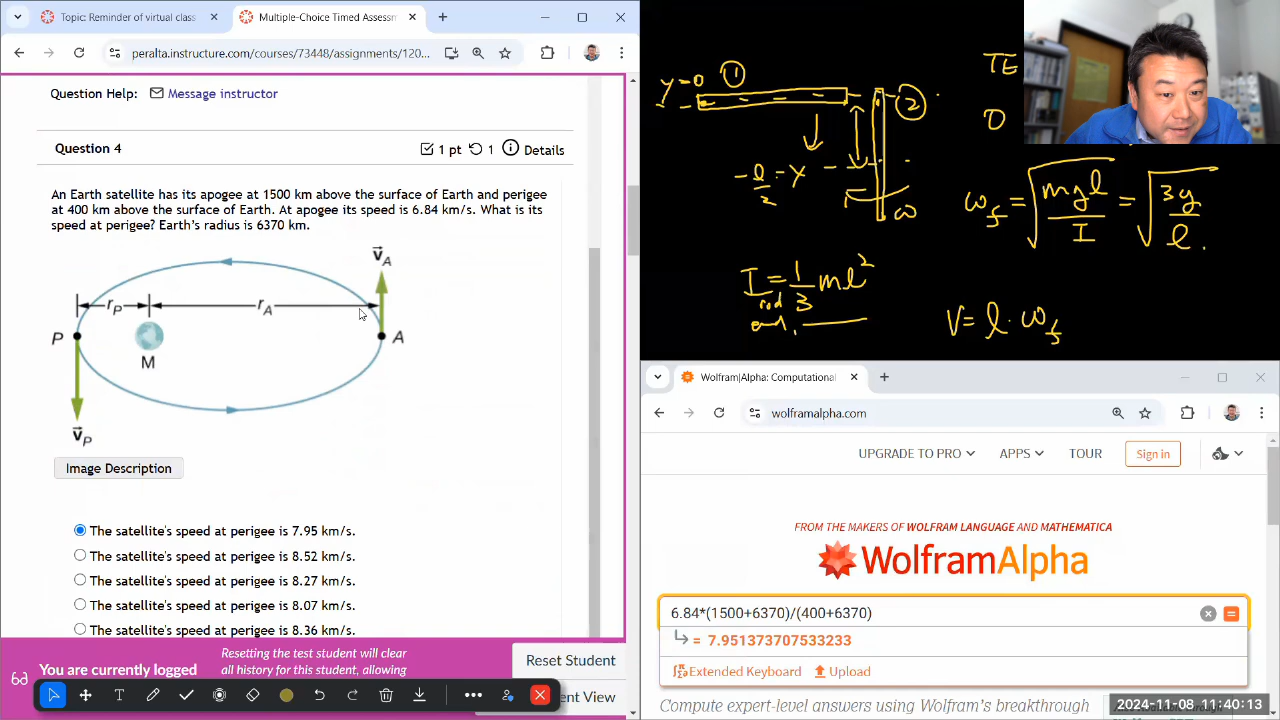 Topic: Reminder of virtual class
Multiple-Choice Timed Assessm
peralta.instructure.com/courses/73448/assignments/120...
Question Help: Message instructor
Question 4
1 pt 1 Details
An Earth satellite has its apogee at 1500 km above the surface of Earth and perigee
at 400 km above the surface of Earth. At apogee its speed is 6.84 km/s. What is its
speed at perigee? Earth's radius is 6370 km.
v⃗A
rP
rA
P
M
A
v⃗P
Image Description
The satellite's speed at perigee is 7.95 km/s.
The satellite's speed at perigee is 8.52 km/s.
The satellite's speed at perigee is 8.27 km/s.
The satellite's speed at perigee is 8.07 km/s.
The satellite's speed at perigee is 8.36 km/s.
You are currently logged
Resetting the test student will clear
all history for this student, allowing
Reset Student
ent View
y=0 ①
②
TE
0
-l/2 = y
ω
ωf = √(mgl/I) = √(3g/l)
I = 1/3 ml²
rod
end.
v = l · ωf
Wolfram|Alpha: Computational
wolframalpha.com
UPGRADE TO PRO APPS TOUR Sign in
FROM THE MAKERS OF WOLFRAM LANGUAGE AND MATHEMATICA
WolframAlpha
6.84*(1500+6370)/(400+6370)
= 7.951373707533233
Extended Keyboard Upload
Compute expert-level answers using Wolfram's breakthrough
2024-11-08 11:40:13